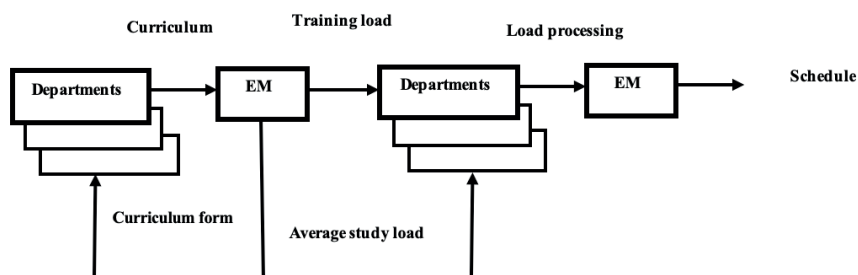 Curriculum
Training load
Load processing
Departments
EM
Departments
EM
Schedule
Curriculum form
Average study load